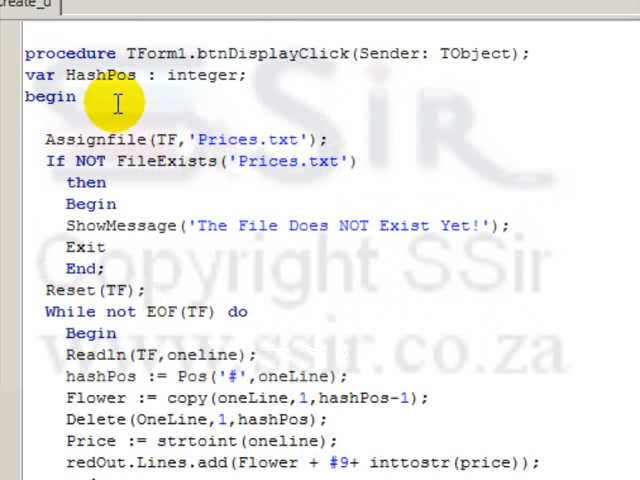 create_u
procedure TForm1.btnDisplayClick(Sender: TObject);
var HashPos : integer;
begin
Assignfile(TF,'Prices.txt');
If NOT FileExists('Prices.txt')
then
Begin
ShowMessage('The File Does NOT Exist Yet!');
Exit
End;
Reset(TF);
While not EOF(TF) do
Begin
Readln(TF,oneline);
hashPos := Pos('#',oneLine);
Flower := copy(oneLine,1,hashPos-1);
Delete(OneLine,1,hashPos);
Price := strtoint(oneline);
redOut.Lines.add(Flower + #9+ inttostr(price));
SSir
Copyright SSir
www.ssir.co.za